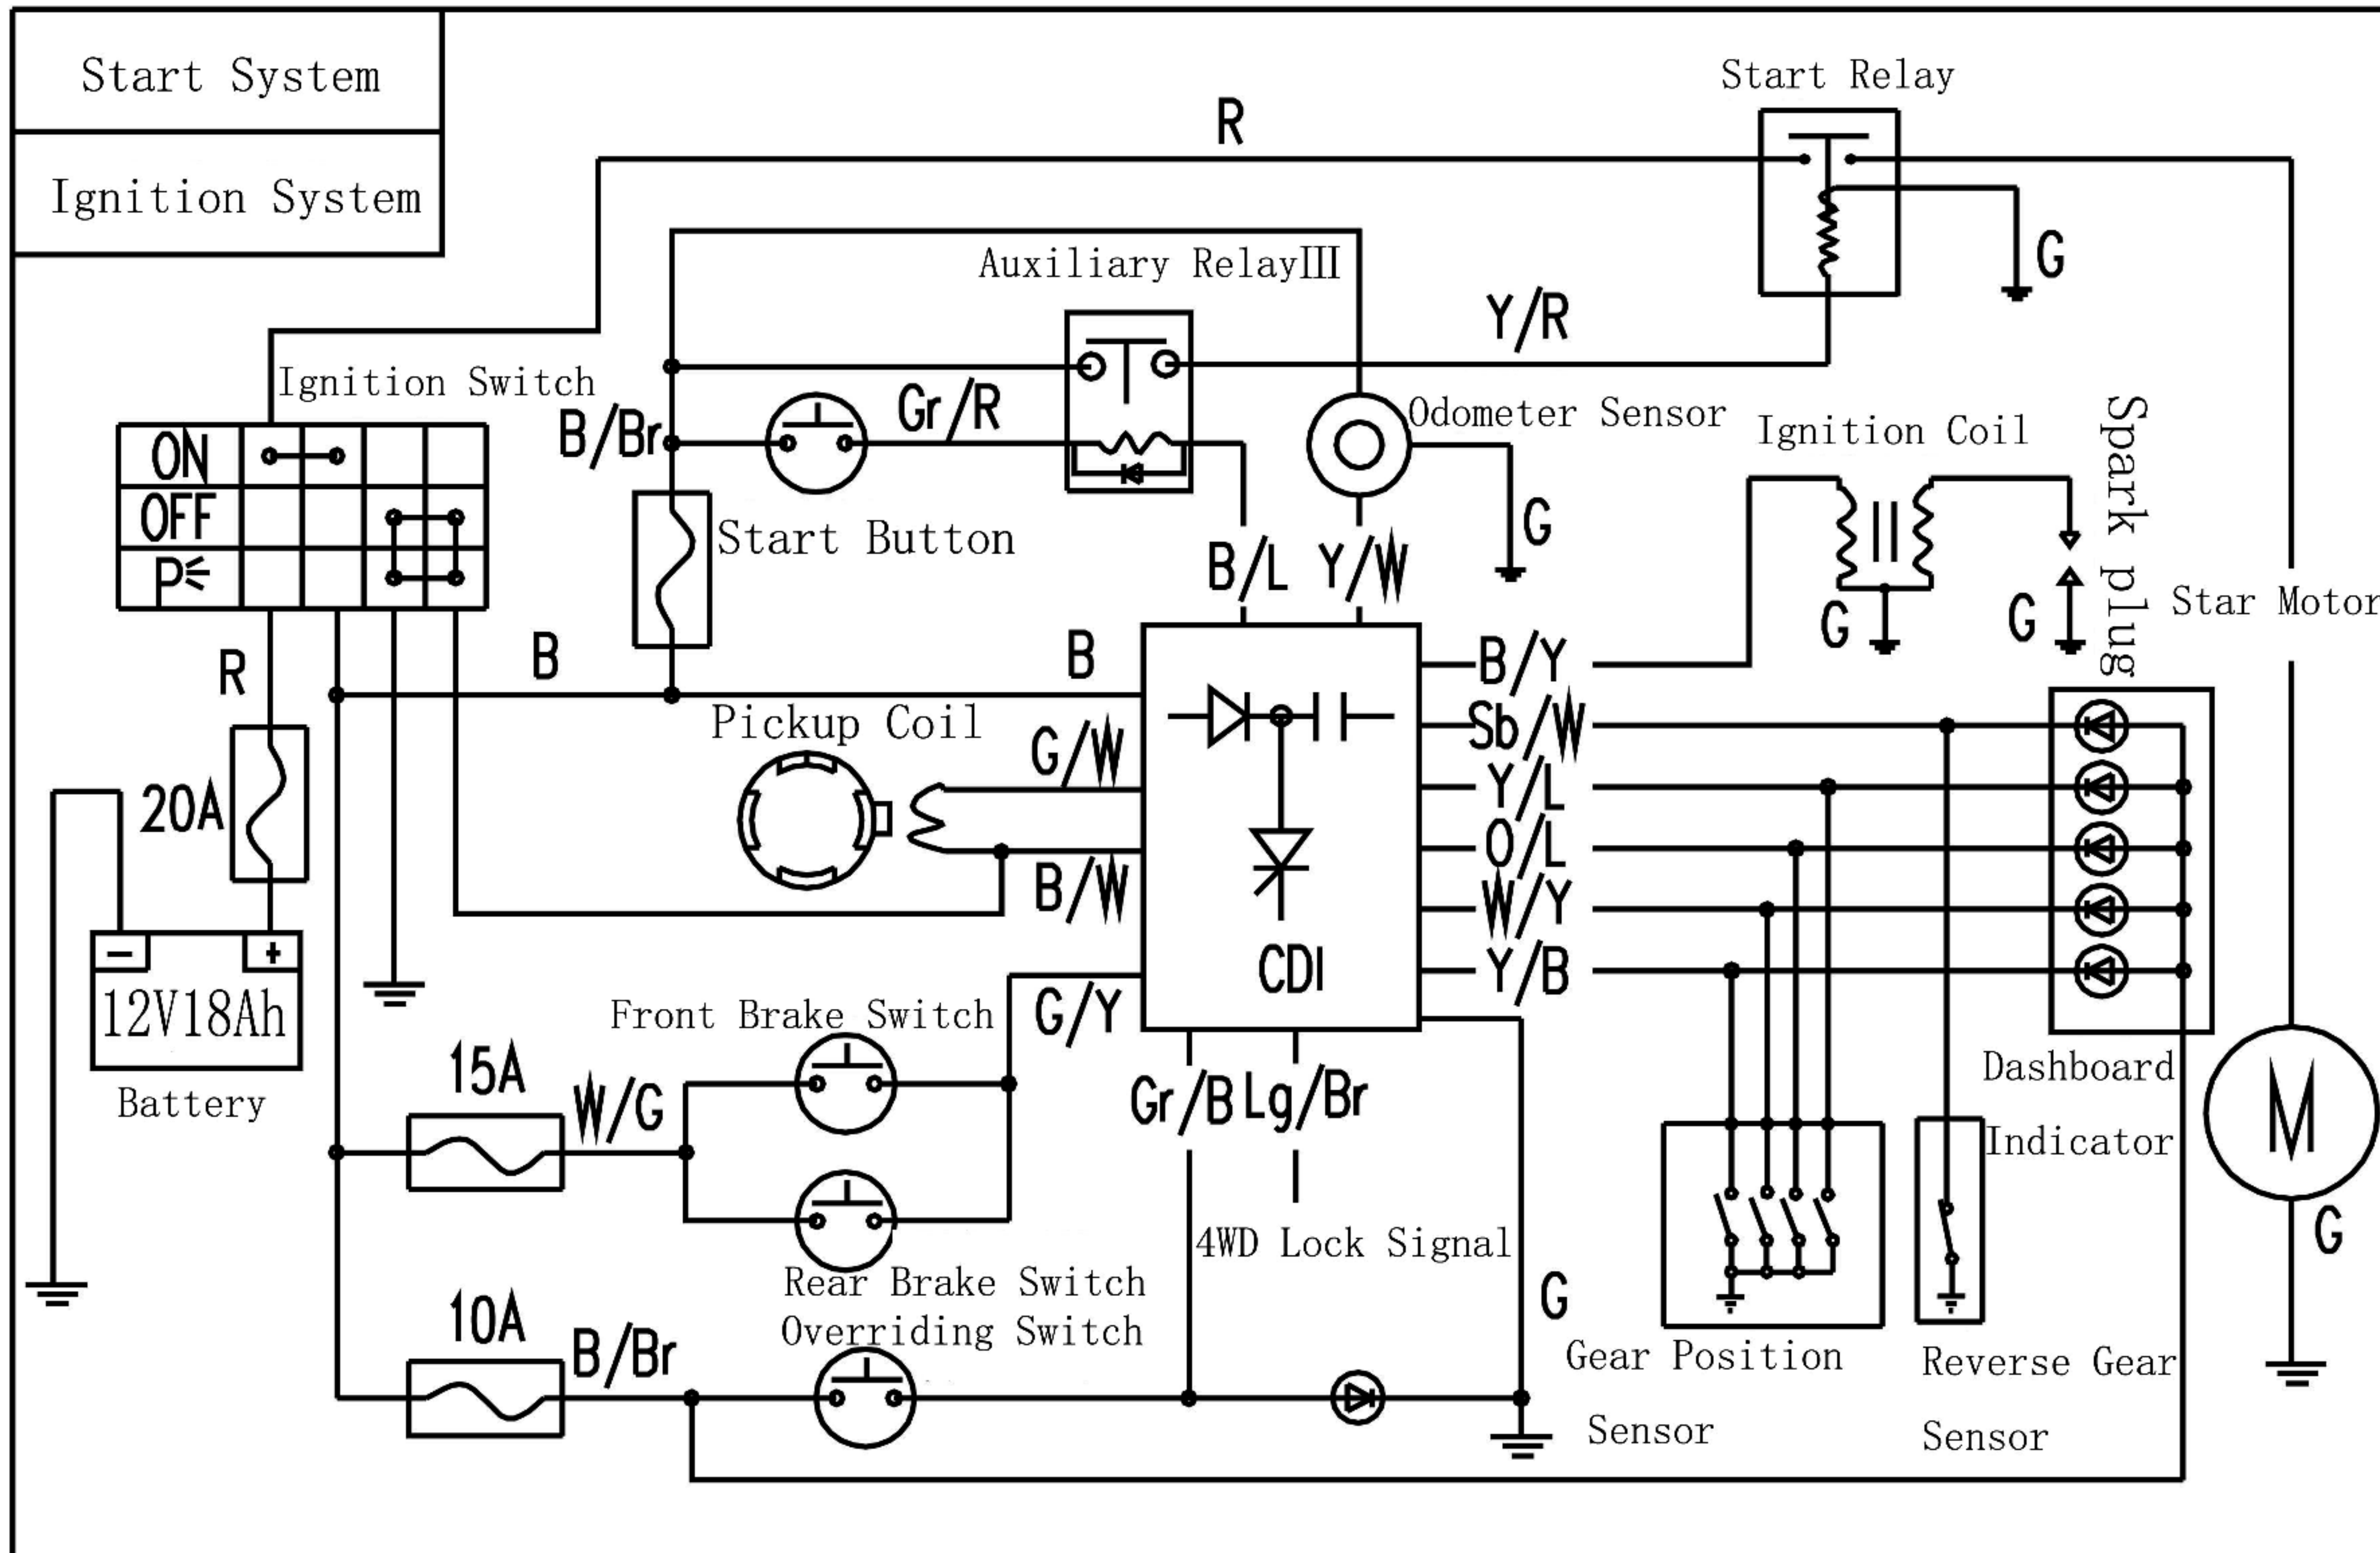 Start System
Ignition System
Start Relay
R
Auxiliary RelayⅢ
G
Y/R
Ignition Switch
B/Br
Gr/R
Odometer Sensor
Ignition Coil
Spark plug
ON
OFF
P
Start Button
B/L
Y/W
G
G
G
Star Motor
R
B
B
B/Y
Pickup Coil
G/W
Sb/W
Y/L
20A
O/L
B/W
W/Y
- +
CDI
Y/B
12V18Ah
Front Brake Switch
G/Y
15A
W/G
Gr/B
Lg/Br
Dashboard
Indicator
Battery
M
4WD Lock Signal
G
Rear Brake Switch
Overriding Switch
10A
B/Br
G
Gear Position
Sensor
Reverse Gear
Sensor